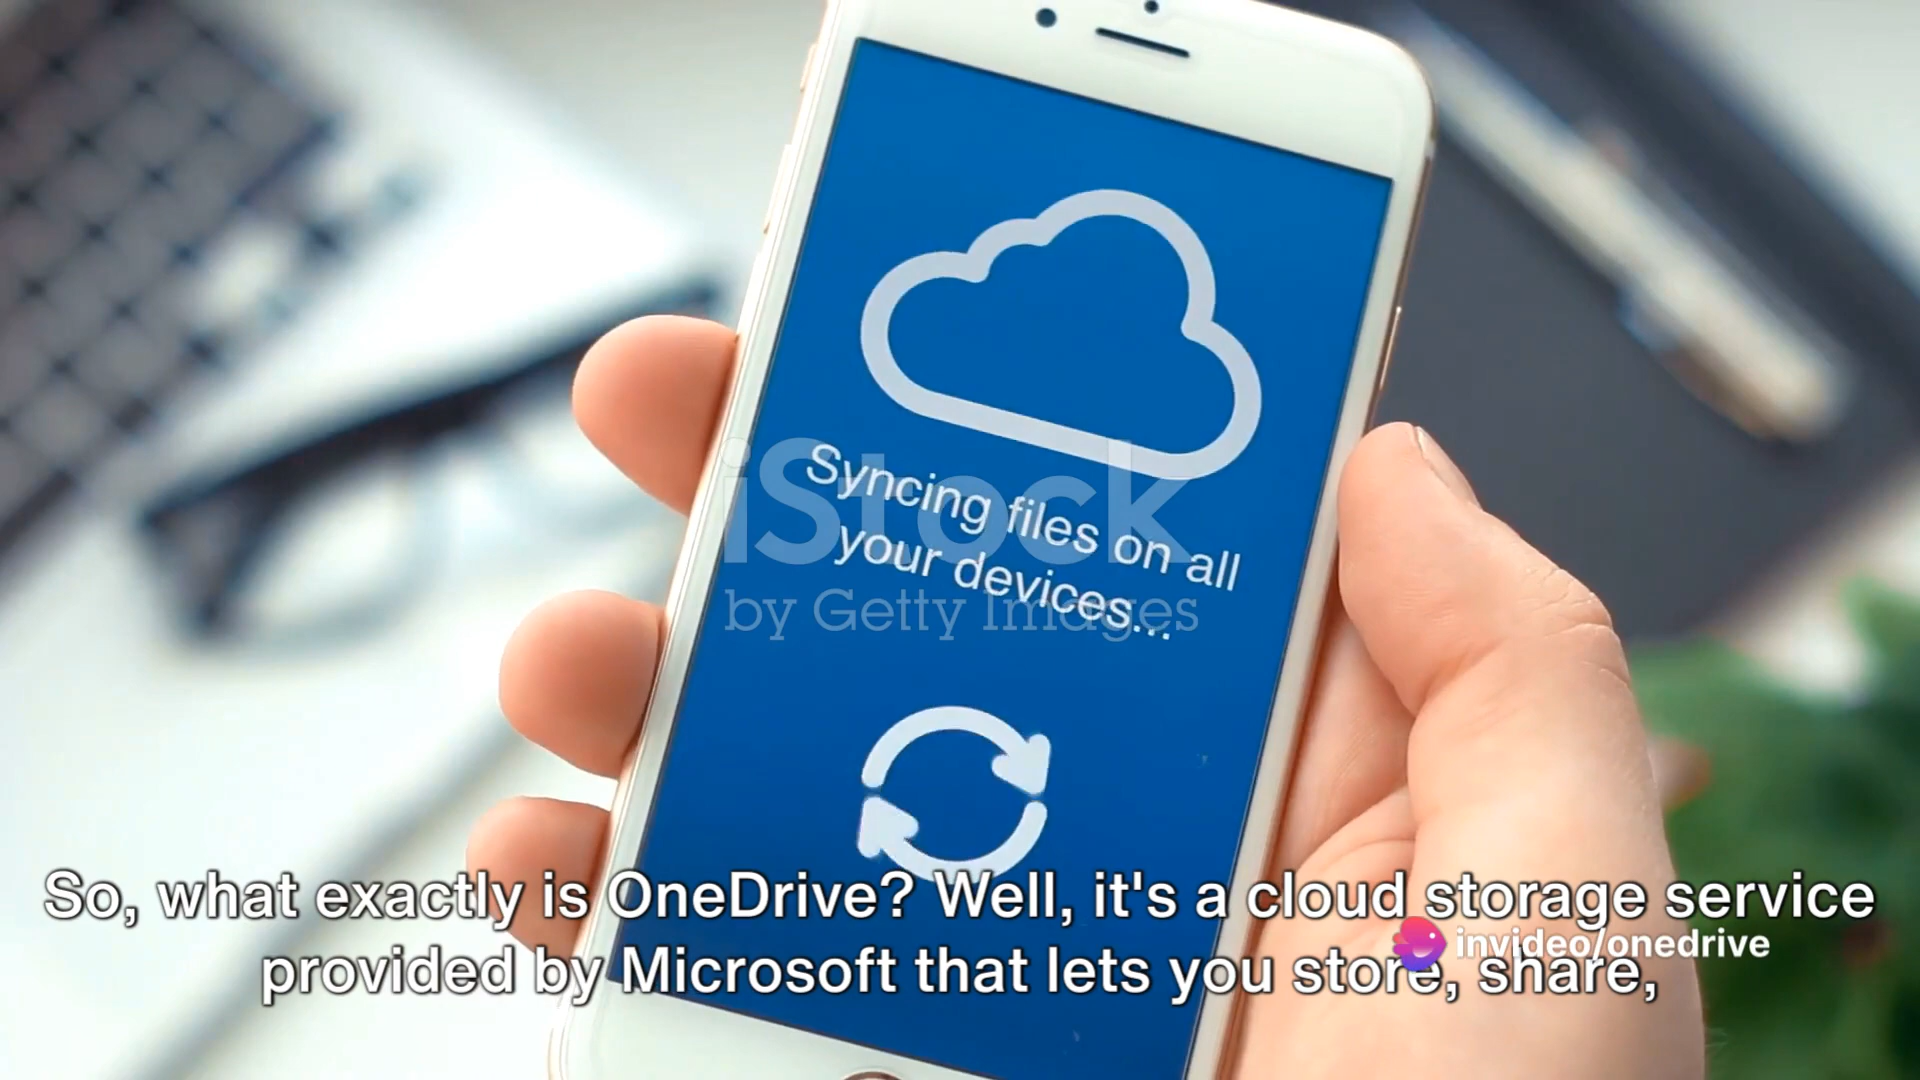 Syncing files on all
your devices...
iStock
by Getty Images
So, what exactly is OneDrive? Well, it's a cloud storage service
invideo/onedrive
provided by Microsoft that lets you store, share,